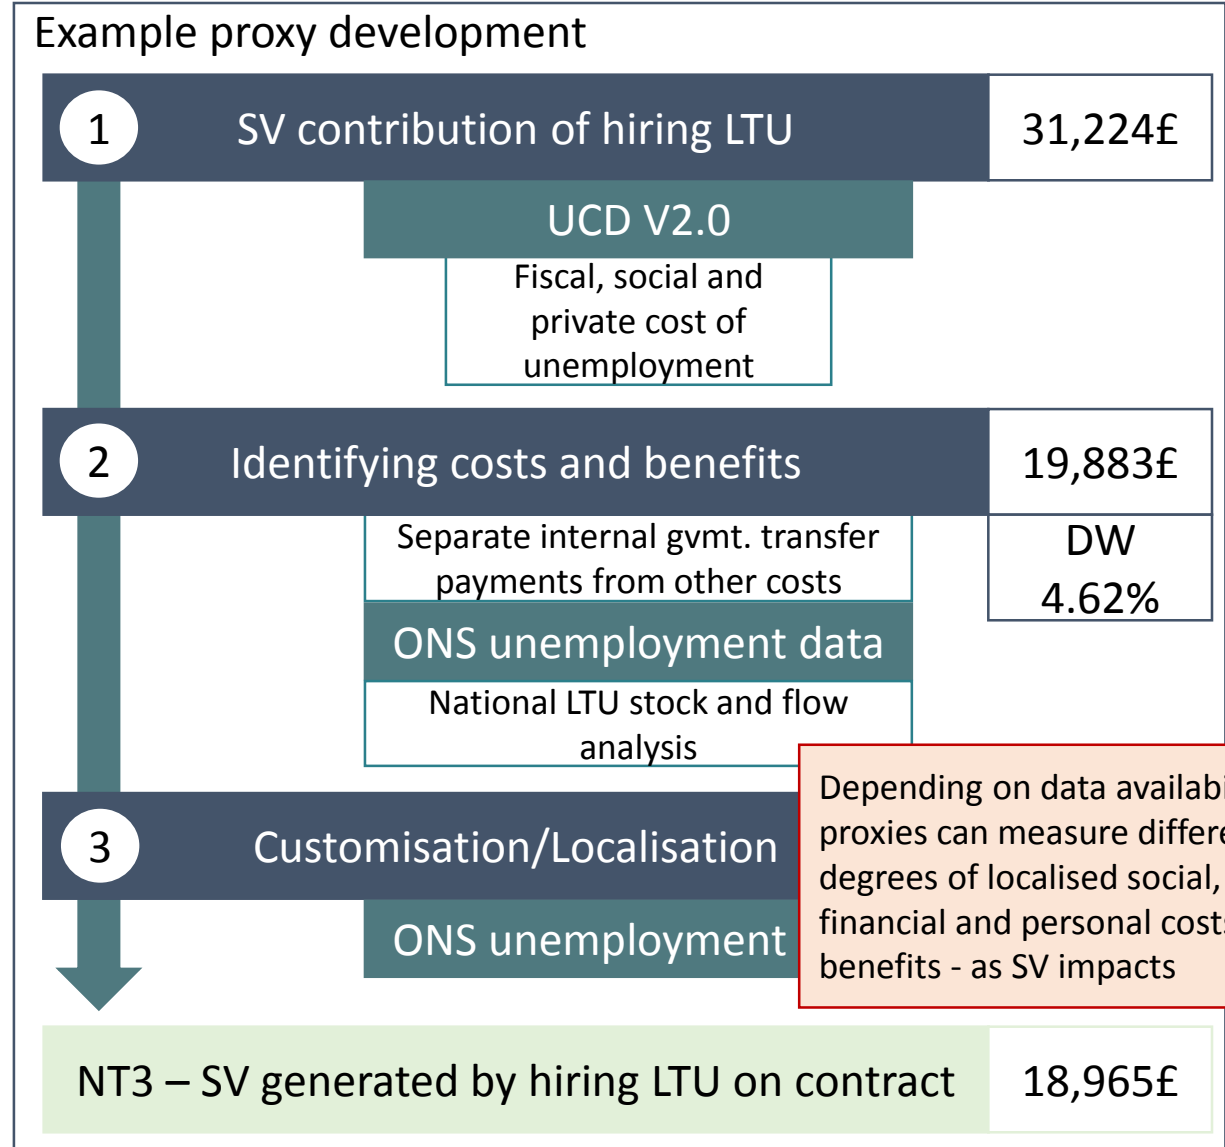 Example proxy development
1
SV contribution of hiring LTU
31,224£
UCD V2.0
Fiscal, social and
private cost of
unemployment
2
Identifying costs and benefits
19,883£
Separate internal gvmt. transfer
payments from other costs
DW
4.62%
ONS unemployment data
National LTU stock and flow
analysis
3
Customisation/Localisation
ONS unemployment
Depending on data
proxies can measure
degrees of localised social,
financial and personal
benefits - as SV impacts
NT3 – SV generated by hiring LTU on contract
18,965£